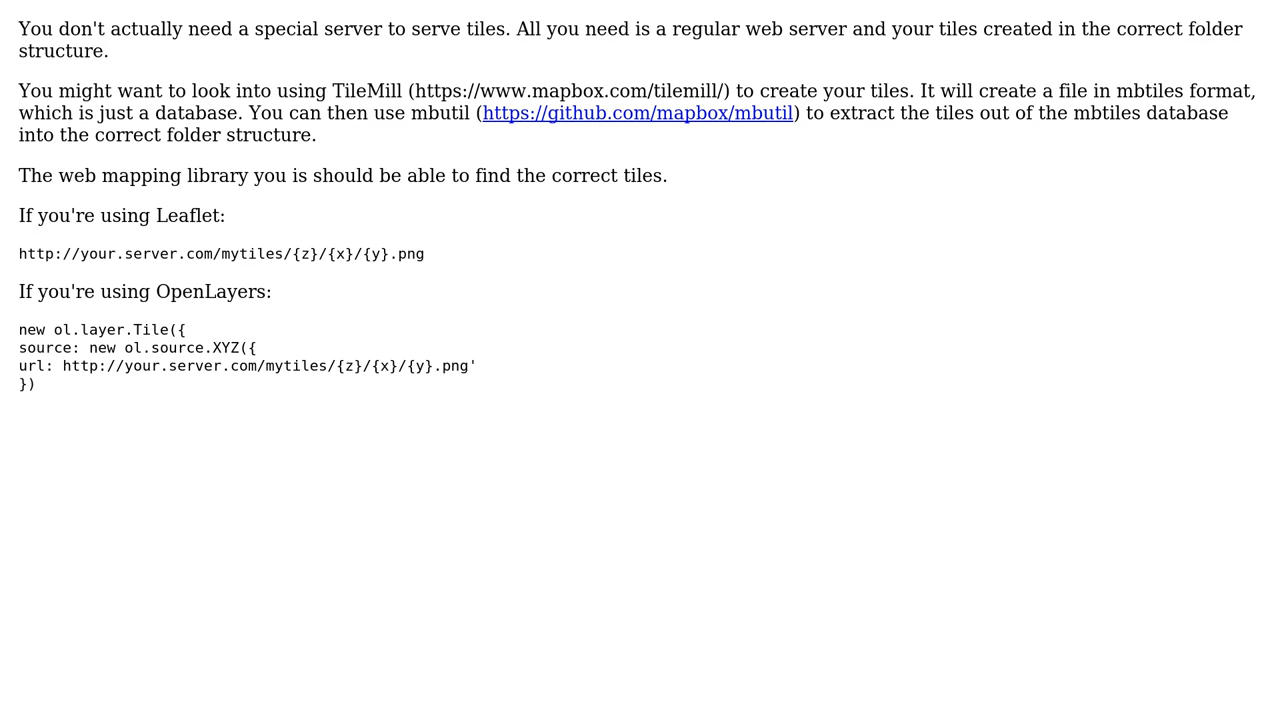 You don't actually need a special server to serve tiles. All you need is a regular web server and your tiles created in the correct folder
structure.
You might want to look into using TileMill (https://www.mapbox.com/tilemill/) to create your tiles. It will create a file in mbtiles format,
which is just a database. You can then use mbutil (https://github.com/mapbox/mbutil) to extract the tiles out of the mbtiles database
into the correct folder structure.
The web mapping library you is should be able to find the correct tiles.
If you're using Leaflet:
http://your.server.com/mytiles/{z}/{x}/{y}.png
If you're using OpenLayers:
new ol.layer.Tile({
source: new ol.source.XYZ({
url: http://your.server.com/mytiles/{z}/{x}/{y}.png'
})